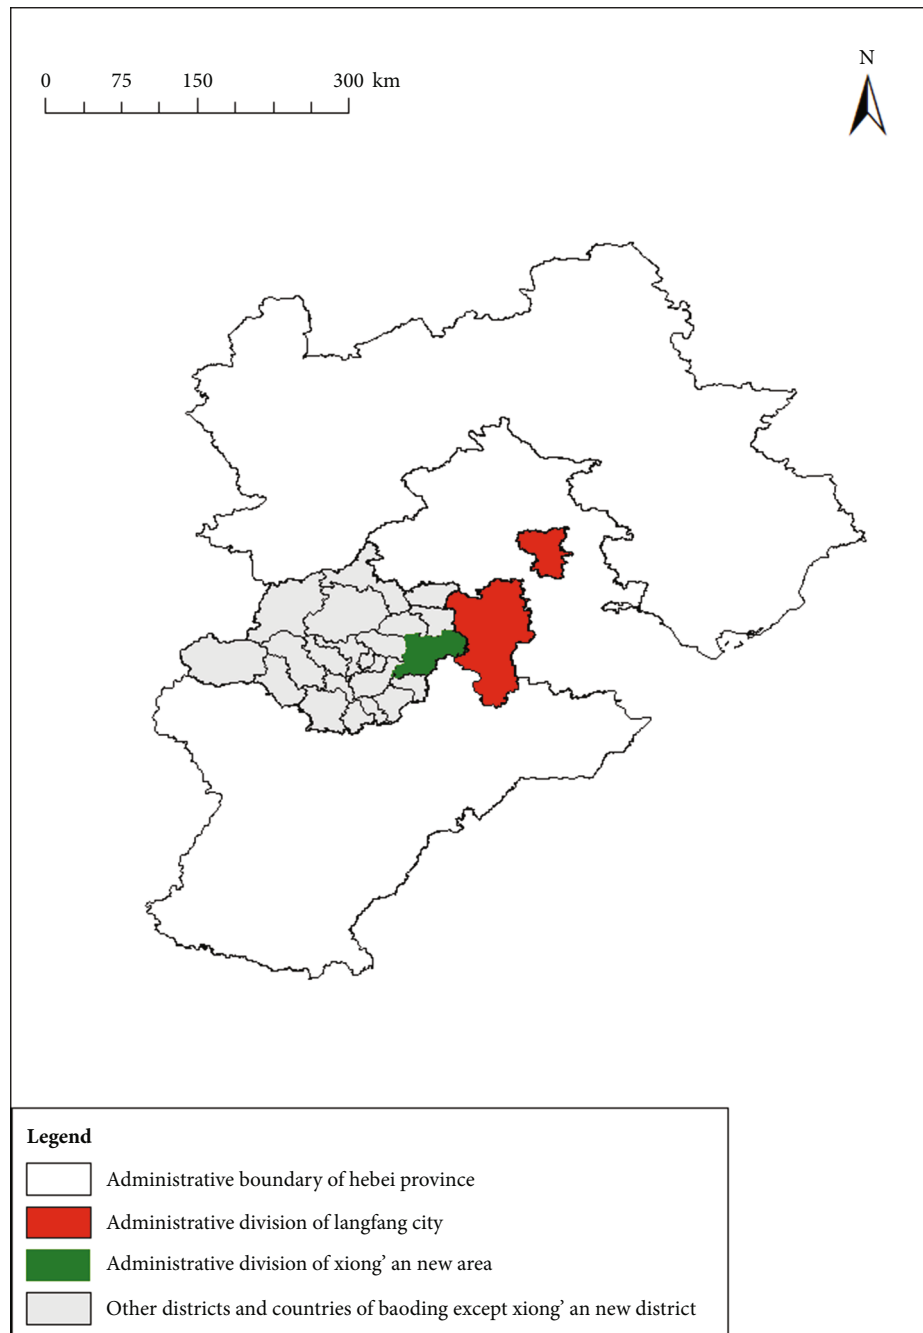 0 75 150 300 km
N
Legend
Administrative boundary of hebei province
Administrative division of langfang city
Administrative division of xiong’ an new area
Other districts and countries of baoding except xiong’ an new district